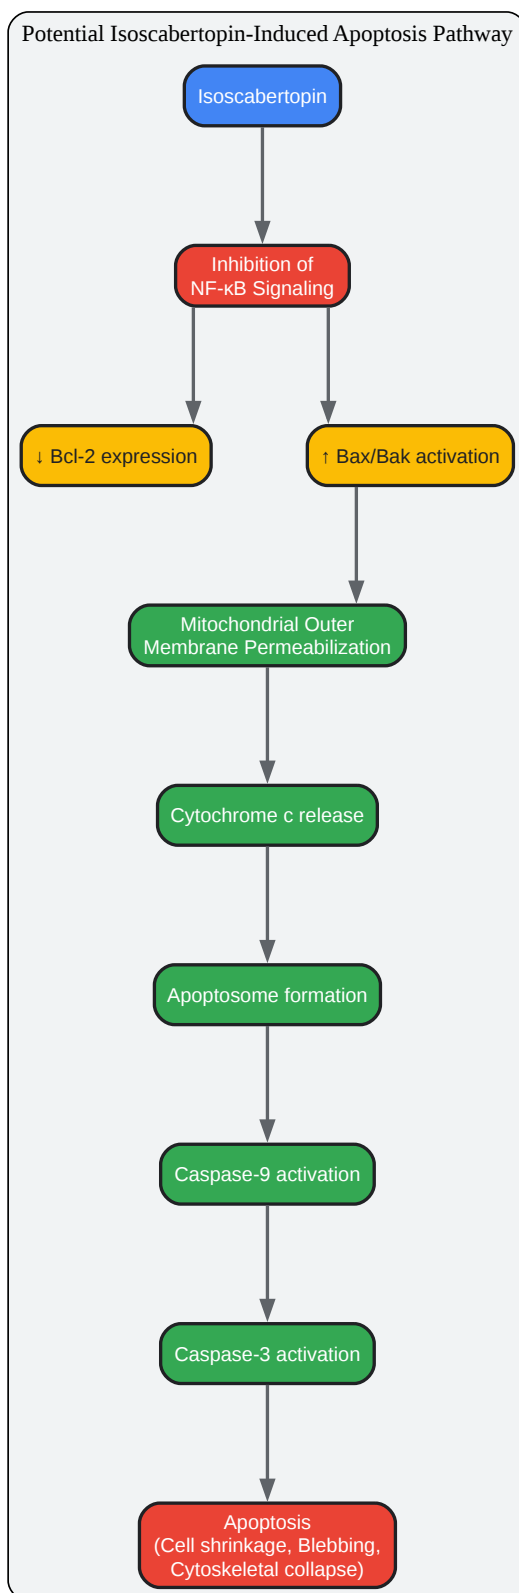 Potential Isoscabertopin-Induced Apoptosis Pathway
Isoscabertopin
Inhibition of
NF-κB Signaling
↓ Bcl-2 expression
↑ Bax/Bak activation
Mitochondrial Outer
Membrane Permeabilization
Cytochrome c release
Apoptosome formation
Caspase-9 activation
Caspase-3 activation
Apoptosis
(Cell shrinkage, Blebbing,
Cytoskeletal collapse)